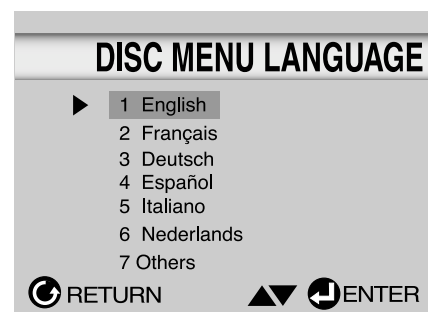 DISC MENU LANGUAGE
1 English
2 Français
3 Deutsch
4 Español
5 Italiano
6 Nederlands
7 Others
RETURN ENTER